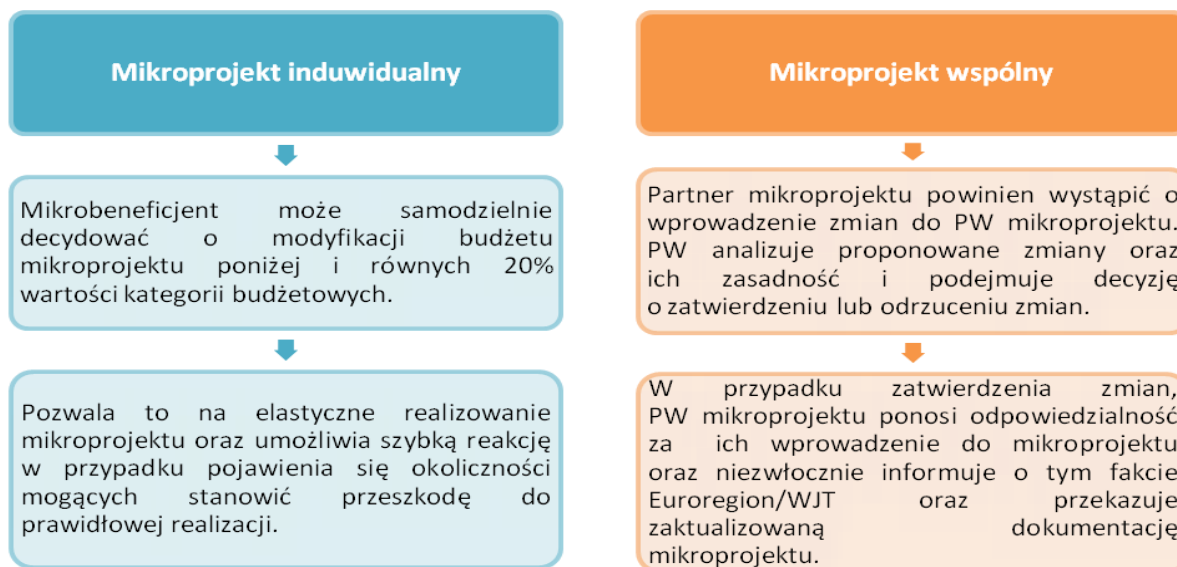 Mikroprojekt induwidualny
Mikrobeneficjent może samodzielnie
decydować o modyfikacji budżetu
mikroprojektu poniżej i równych 20%
wartości kategorii budżetowych.
Pozwala to na elastyczne realizowanie
mikroprojektu oraz umożliwia szybką reakcję
w przypadku pojawienia się okoliczności
mogących stanowić przeszkodę do
prawidłowej realizacji.
Mikroprojekt wspólny
Partner mikroprojektu powinien wystąpić o
wprowadzenie zmian do PW mikroprojektu.
PW analizuje proponowane zmiany oraz
ich zasadność i podejmuje decyzję
o zatwierdzeniu lub odrzuceniu zmian.
W przypadku zatwierdzenia zmian,
PW mikroprojektu ponosi odpowiedzialność
za ich wprowadzenie do mikroprojektu
oraz niezwłocznie informuje o tym fakcie
Euroregion/WJT oraz przekazuje
zaktualizowaną dokumentację
mikroprojektu.